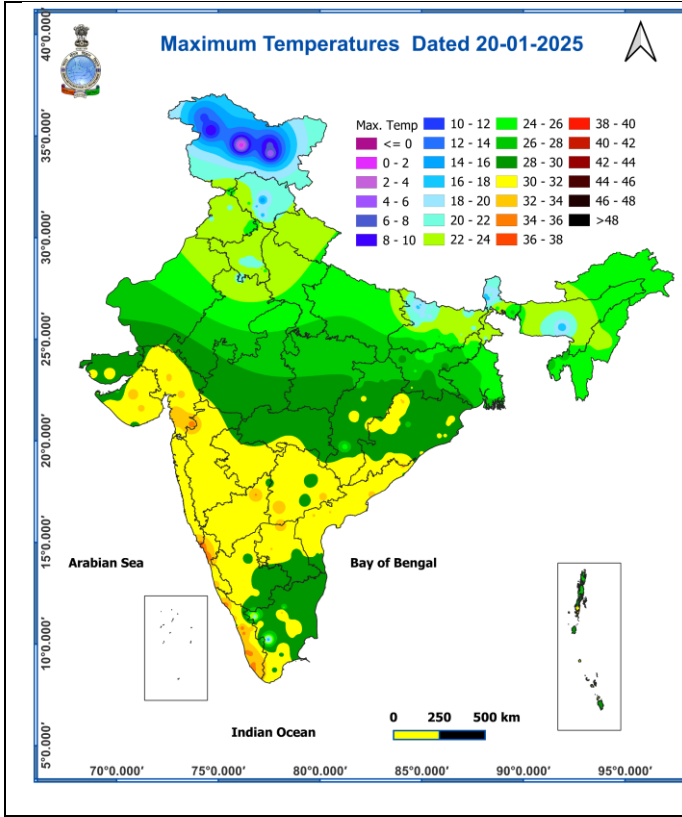 Maximum Temperatures Dated 20-01-2025
Max. Temp
<= 0
0 - 2
2 - 4
4 - 6
6 - 8
8 - 10
10 - 12
12 - 14
14 - 16
16 - 18
18 - 20
20 - 22
22 - 24
24 - 26
26 - 28
28 - 30
30 - 32
32 - 34
34 - 36
36 - 38
38 - 40
40 - 42
42 - 44
44 - 46
46 - 48
>48
40°0.000'
35°0.000'
30°0.000'
25°0.000'
20°0.000'
15°0.000'
10°0.000'
5°0.000'
Arabian Sea
Bay of Bengal
Indian Ocean
0 250 500 km
70°0.000' 75°0.000' 80°0.000' 85°0.000' 90°0.000' 95°0.000'